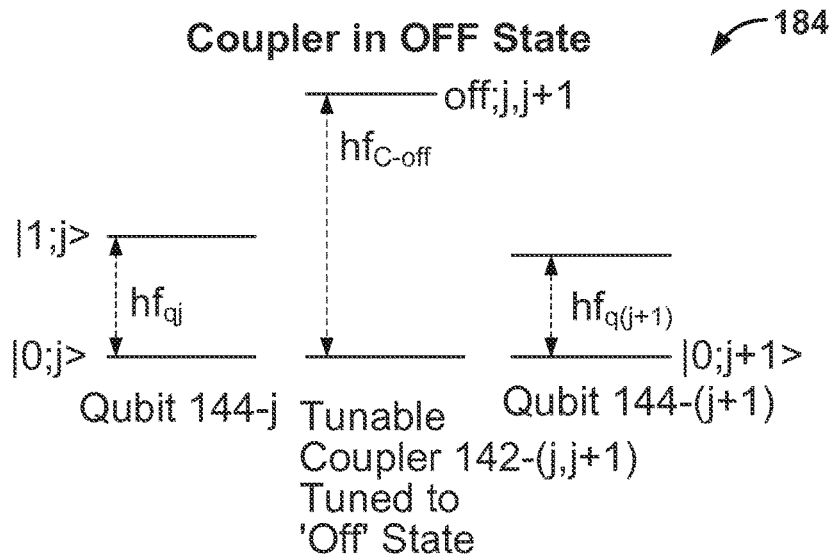 Coupler in OFF State
184
off;j,j+1
hf_C-off
|1;j>
hf_qj
hf_q(j+1)
|0;j>
|0;j+1>
Qubit 144-j
Tunable
Coupler 142-(j,j+1)
Tuned to
'Off' State
Qubit 144-(j+1)